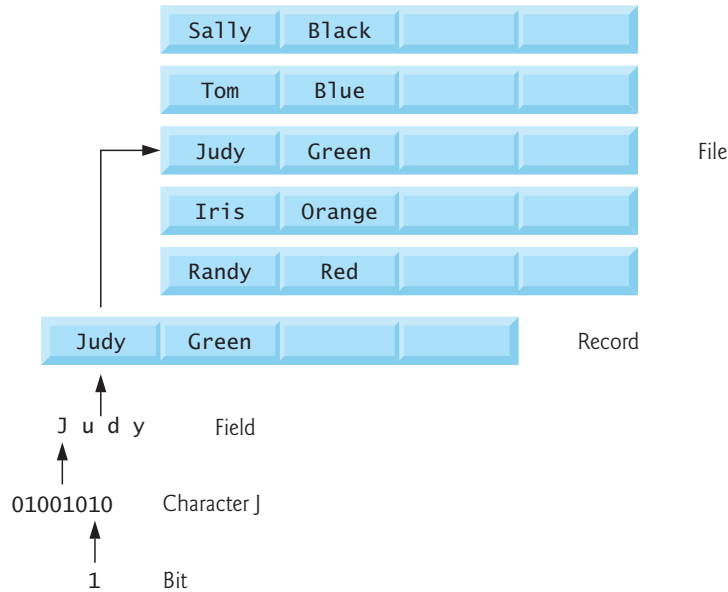 Sally Black
Tom Blue
Judy Green
File
Iris Orange
Randy Red
Judy Green
Record
J u d y
Field
01001010
Character J
1
Bit